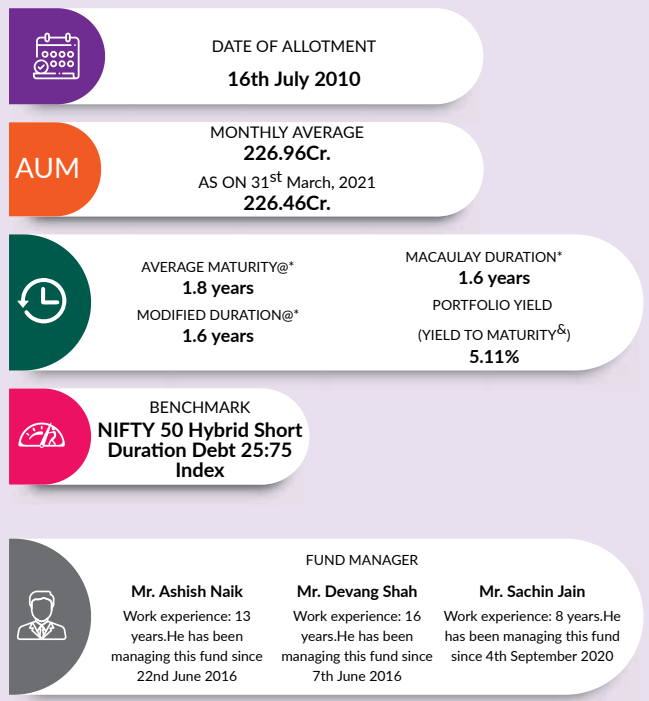 DATE OF ALLOTMENT
16th July 2010
AUM
MONTHLY AVERAGE
226.96Cr.
AS ON 31st March, 2021
226.46Cr.
AVERAGE MATURITY@*
1.8 years
MODIFIED DURATION@*
1.6 years
MACAULAY DURATION*
1.6 years
PORTFOLIO YIELD
(YIELD TO MATURITY&)
5.11%
BENCHMARK
NIFTY 50 Hybrid Short
Duration Debt 25:75
Index
FUND MANAGER
Mr. Ashish Naik
Work experience: 13
years.He has been
managing this fund since
22nd June 2016
Mr. Devang Shah
Work experience: 16
years.He has been
managing this fund since
7th June 2016
Mr. Sachin Jain
Work experience: 8 years.He
has been managing this fund
since 4th September 2020